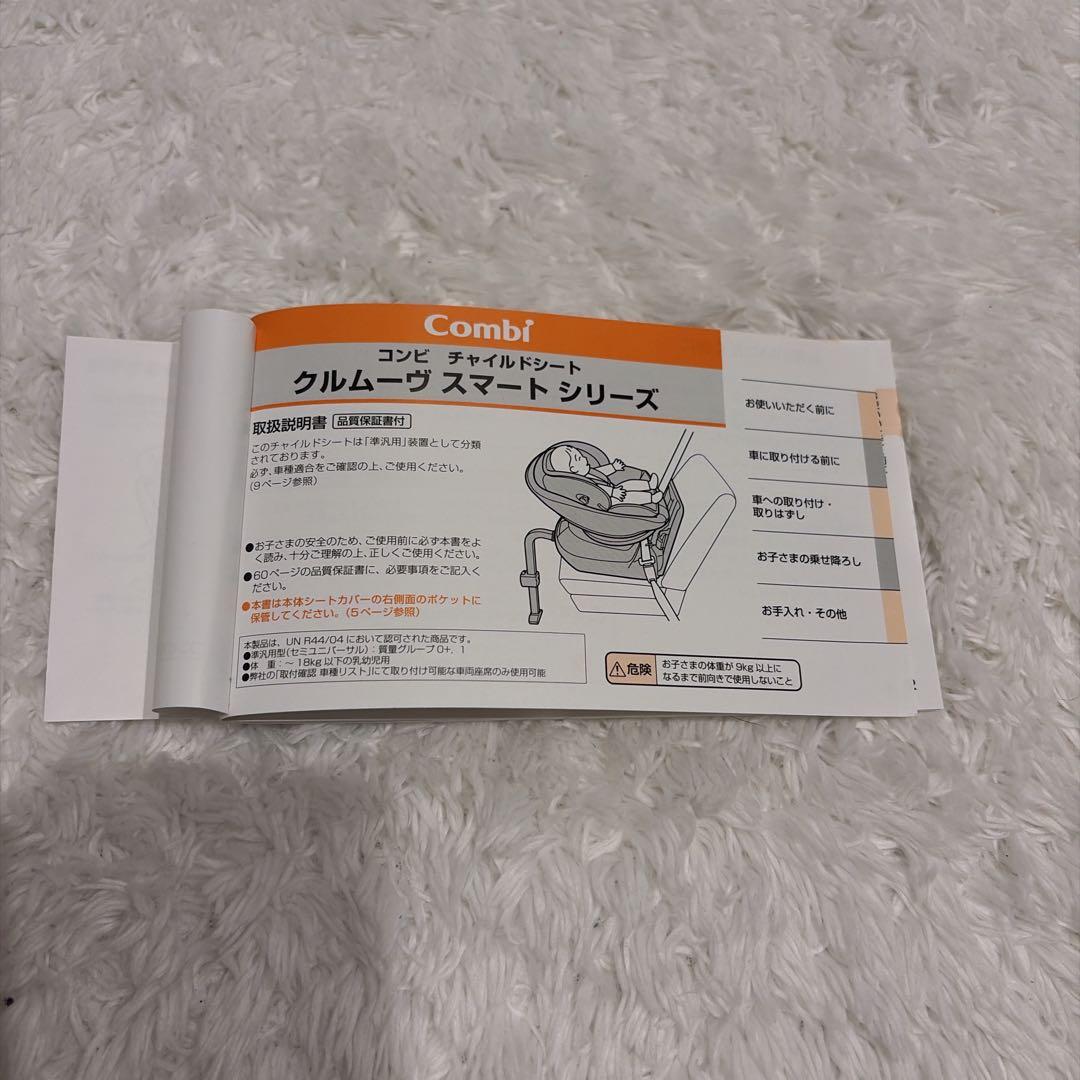 Combi
コンビ チャイルドシート
クルムーヴ スマート シリーズ
取扱説明書 品質保証書付
このチャイルドシートは「準汎用」装置として分類
されております。
必ず、車種適合をご確認の上、ご使用ください。
(9ページ参照)
●お子さまの安全のため、ご使用前に必ず本書をよ
く読み、十分ご理解の上、正しくご使用ください。
●60ページの品質保証書に、必要事項をご記入く
ださい。
●本書は本体シートカバーの右側面のポケットに
保管してください。(5ページ参照)
本製品は、UN R44/04 において認可された商品です。
●準汎用型(セミユニバーサル):質量グループ 0+, 1
●体 重:〜 18kg 以下の乳幼児用
●弊社の「取付確認 車種リスト」にて取り付け可能な車両座席のみ使用可能
危険 お子さまの体重が 9kg 以上に
なるまで前向きで使用しないこと
お使いいただく前に
車に取り付ける前に
車への取り付け・
取りはずし
お子さまの乗せ降ろし
お手入れ・その他